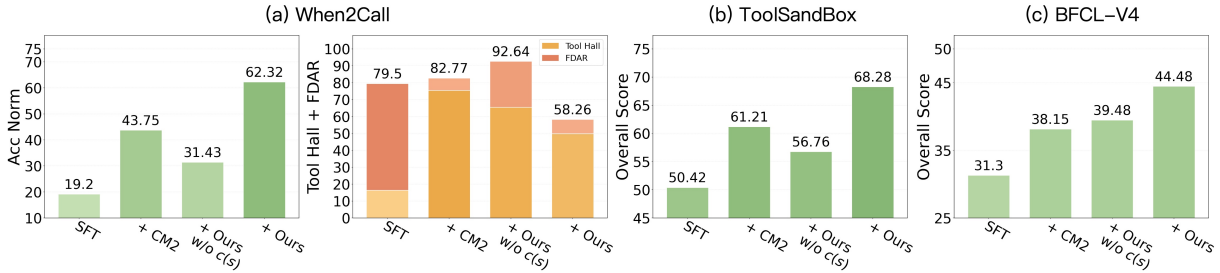 (a) When2Call
(b) ToolSandBox
(c) BFCL-V4
Acc Norm
75
70
60
50
40
30
20
10
19.2
43.75
31.43
62.32
SFT
+ CM2
+ Ours
w/o c(s)
+ Ours
Tool Hall + FDAR
100
90
80
70
60
50
40
30
20
10
0
79.5
82.77
92.64
58.26
Tool Hall
FDAR
SFT
+ CM2
+ Ours
w/o c(s)
+ Ours
Overall Score
75
70
65
60
55
50
45
50.42
61.21
56.76
68.28
SFT
+ CM2
+ Ours
w/o c(s)
+ Ours
Overall Score
52
45
35
25
31.3
38.15
39.48
44.48
SFT
+ CM2
+ Ours
w/o c(s)
+ Ours